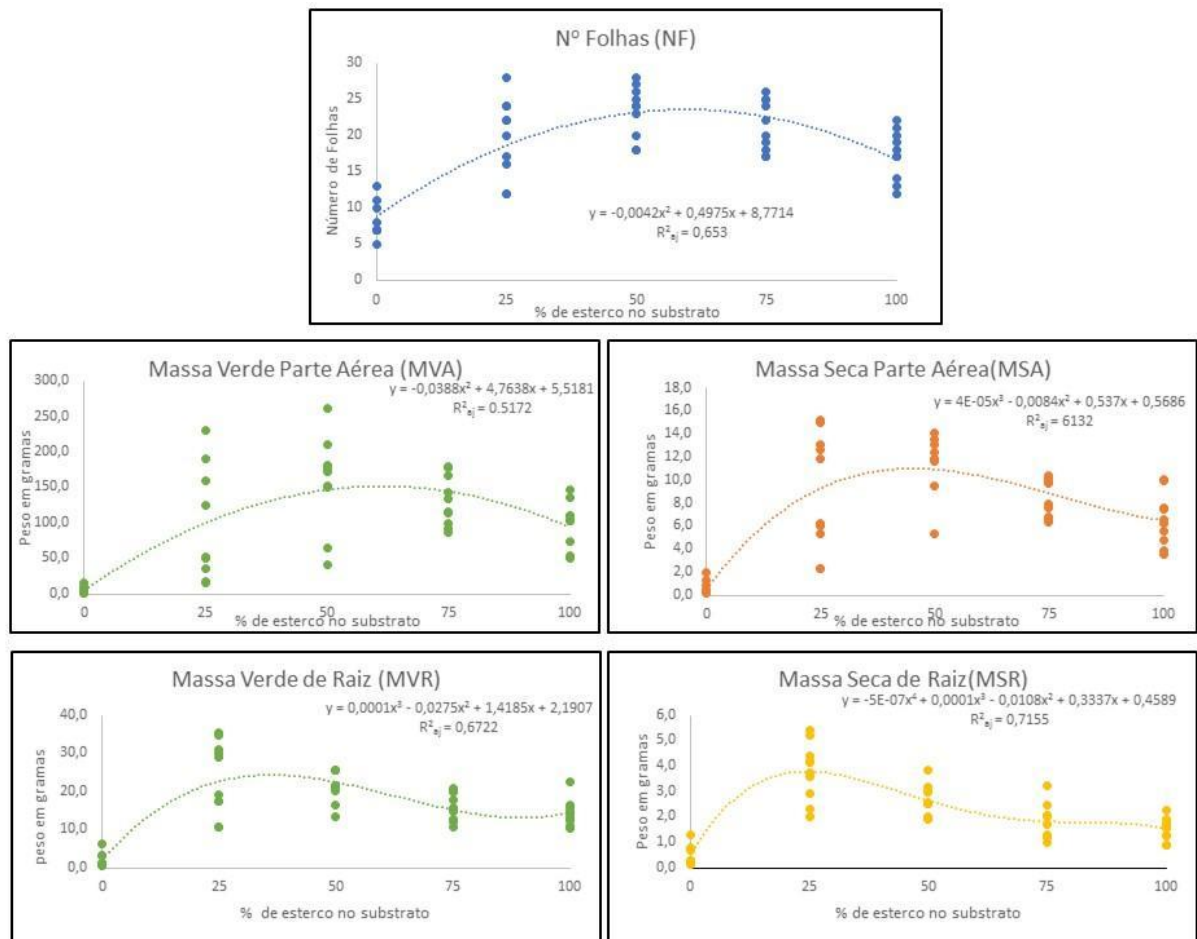 Nº Folhas (NF)
Número de Folhas
30
25
20
15
10
5
0
y = -0,0042x² + 0,4975x + 8,7714
R²aj = 0,653
0 25 50 75 100
% de esterco no substrato
Massa Verde Parte Aérea (MVA)
y = -0,0388x² + 4,7638x + 5,5181
R²aj = 0.5172
Peso em gramas
300,0
250,0
200,0
150,0
100,0
50,0
0,0
0 25 50 75 100
% de esterco no substrato
Massa Seca Parte Aérea(MSA)
y = 4E-05x³ - 0,0084x² + 0,537x + 0,5686
R²aj = 6132
Peso em gramas
18,0
16,0
14,0
12,0
10,0
8,0
6,0
4,0
2,0
0,0
0 25 50 75 100
% de esterco no substrato
Massa Verde de Raiz (MVR)
y = 0,0001x³ - 0,0275x² + 1,4185x + 2,1907
R²aj = 0,6722
peso em gramas
40,0
30,0
20,0
10,0
0,0
0 25 50 75 100
% de esterco no substrato
Massa Seca de Raiz(MSR)
y = -5E-07x⁴ + 0,0001x³ - 0,0108x² + 0,3337x + 0,4589
R²aj = 0,7155
Peso em gramas
6,0
5,0
4,0
3,0
2,0
1,0
0,0
0 25 50 75 100
% de esterco no substrato